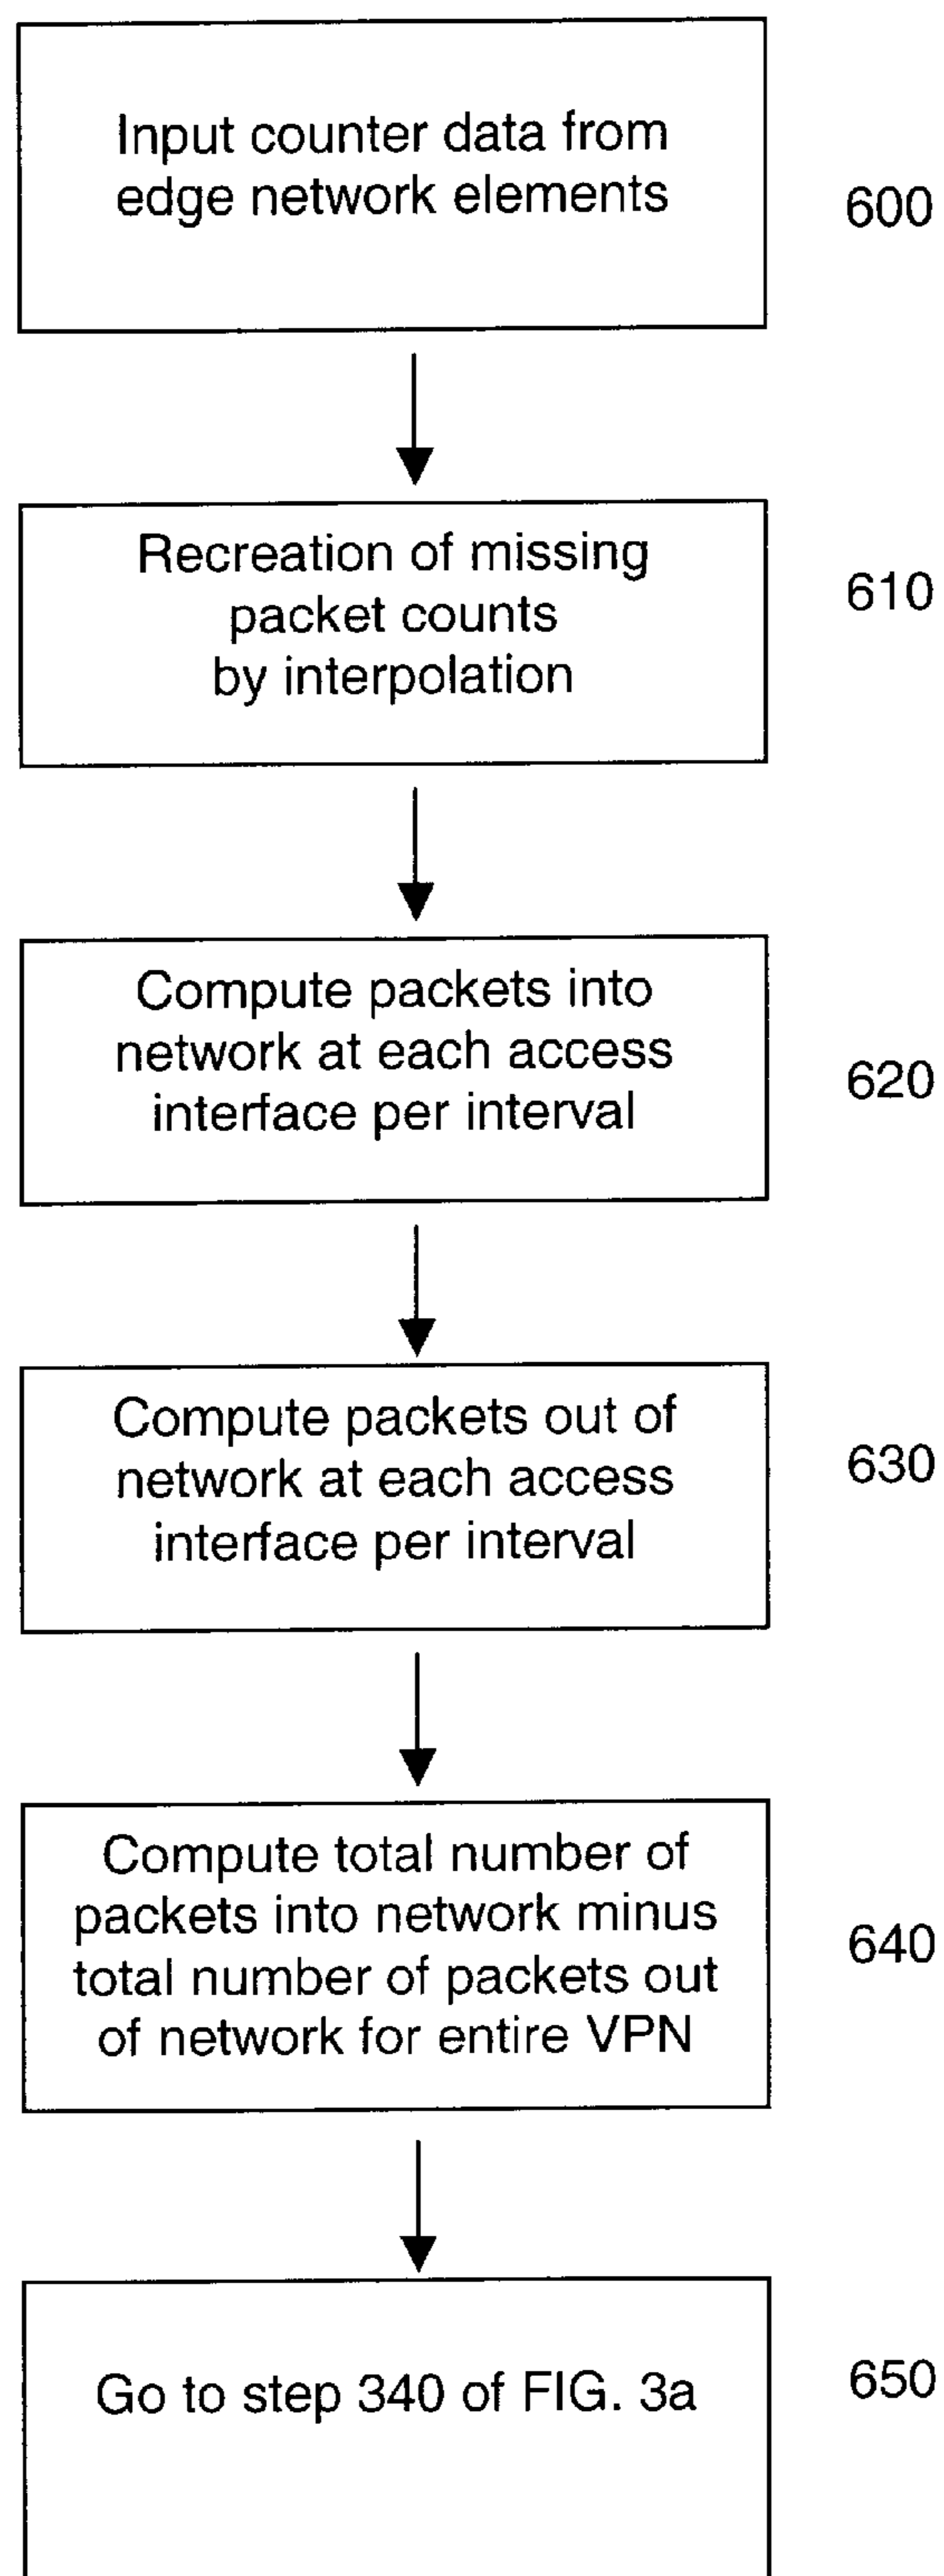 Input counter data from
edge network elements
600
Recreation of missing
packet counts
by interpolation
610
Compute packets into
network at each access
interface per interval
620
Compute packets out of
network at each access
interface per interval
630
Compute total number of
packets into network minus
total number of packets out
of network for entire VPN
640
Go to step 340 of FIG. 3a
650